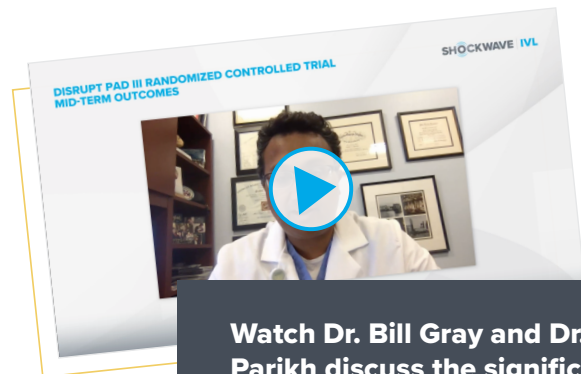 DISRUPT PAD III RANDOMIZED CONTROLLED TRIAL
MID-TERM OUTCOMES
SHOCKWAVE IVL
Watch Dr. Bill Gray and Dr.
Parikh discuss the signific